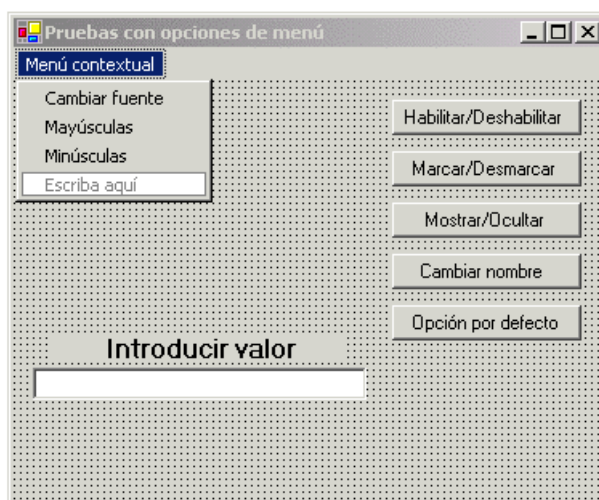 Pruebas con opciones de menú
Menú contextual
Cambiar fuente
Mayúsculas
Minúsculas
Escriba aquí
Habilitar/Deshabilitar
Marcar/Desmarcar
Mostrar/Ocultar
Cambiar nombre
Opción por defecto
Introducir valor